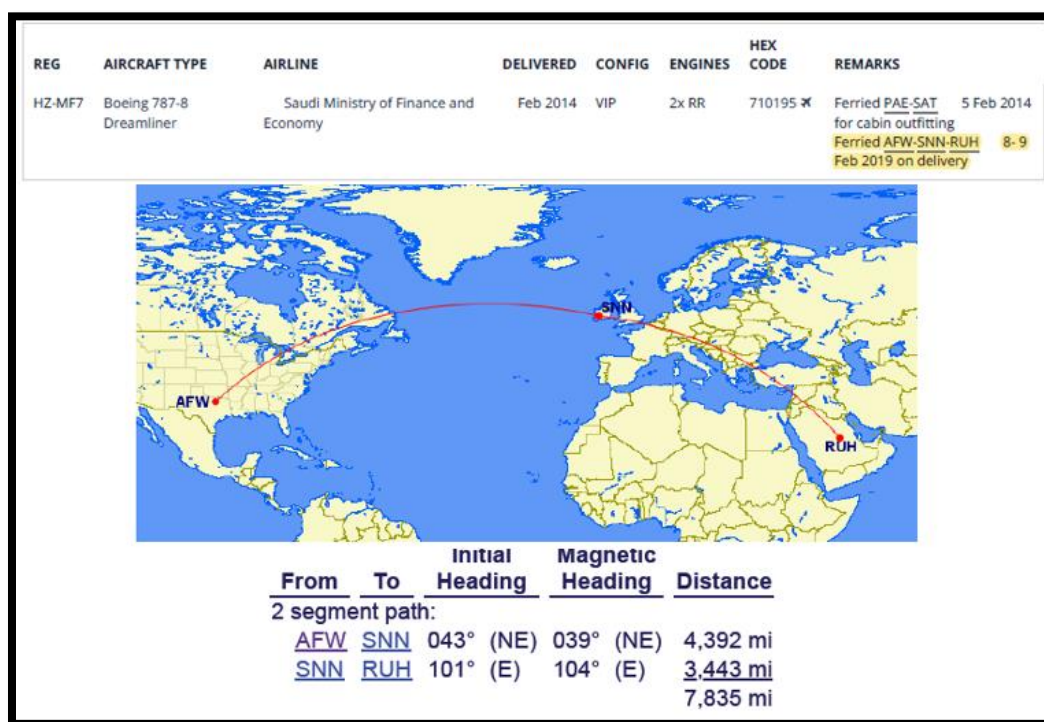 REG AIRCRAFT TYPE AIRLINE DELIVERED CONFIG ENGINES HEX CODE REMARKS
HZ-MF7 Boeing 787-8 Saudi Ministry of Finance and Feb 2014 VIP 2x RR 710195 Ferried PAE-SAT 5 Feb 2014
Dreamliner Economy for cabin outfitting
Ferried AFW-SNN-RUH 8- 9
Feb 2019 on delivery
SNN
AFW
RUH
From To Initial Heading Magnetic Heading Distance
2 segment path:
AFW SNN 043° (NE) 039° (NE) 4,392 mi
SNN RUH 101° (E) 104° (E) 3,443 mi
7,835 mi